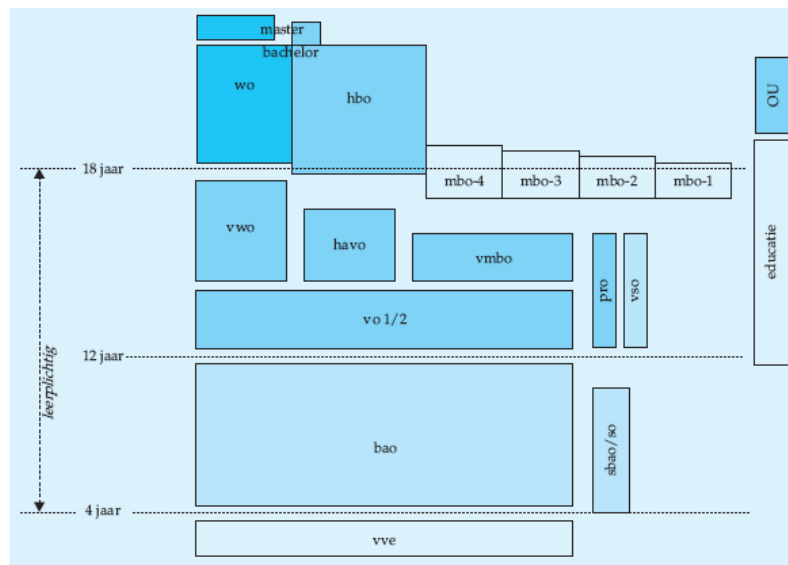 master
bachelor
wo
hbo
OU
18 jaar
mbo-4
mbo-3
mbo-2
mbo-1
vwo
havo
vmbo
pro
vso
educatie
vo 1/2
12 jaar
leerplichtig
bao
sbao/so
4 jaar
vve